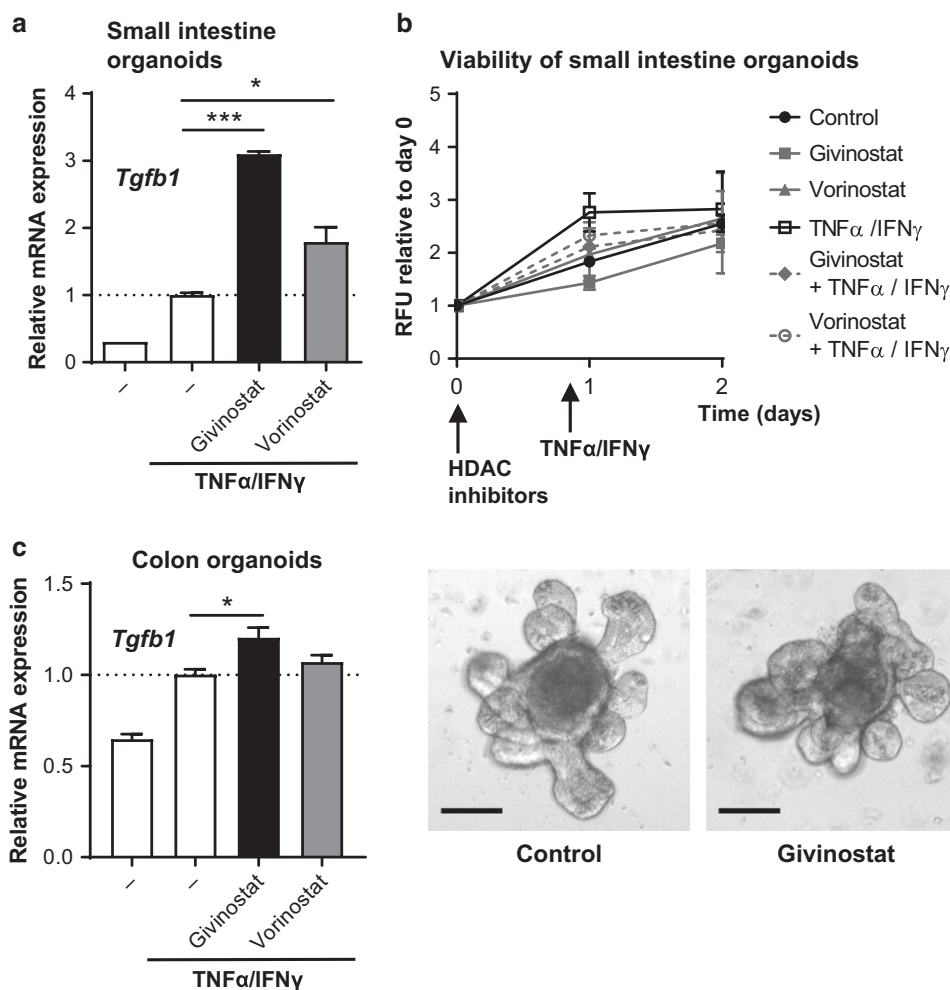 a
Small intestine
organoids
Relative mRNA expression
4
3
2
1
0
Tgfb1
*
***
–
–
Givinostat
Vorinostat
TNFα/IFNγ
b
Viability of small intestine organoids
RFU relative to day 0
5
4
3
2
1
0
0
1
2
Time (days)
HDAC
inhibitors
TNFα/IFNγ
Control
Givinostat
Vorinostat
TNFα /IFNγ
Givinostat
+ TNFα / IFNγ
Vorinostat
+ TNFα / IFNγ
c
Colon organoids
Relative mRNA expression
1.5
1.0
0.5
0.0
Tgfb1
*
–
–
Givinostat
Vorinostat
TNFα/IFNγ
Control
Givinostat